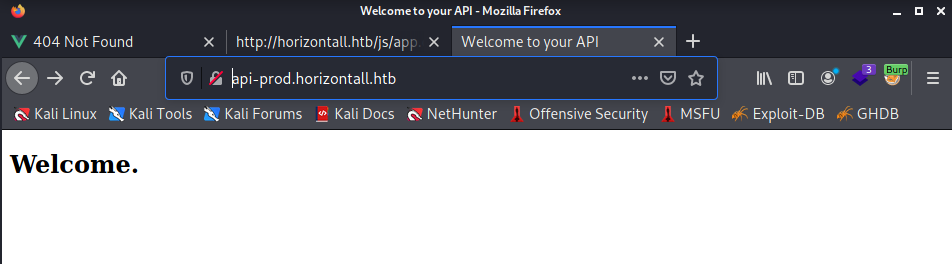 Welcome to your API - Mozilla Firefox
404 Not Found
http://horizontall.htb/js/app.
Welcome to your API
api-prod.horizontall.htb
3
Burp
Kali Linux
Kali Tools
Kali Forums
Kali Docs
NetHunter
Offensive Security
MSFU
Exploit-DB
GHDB
Welcome.